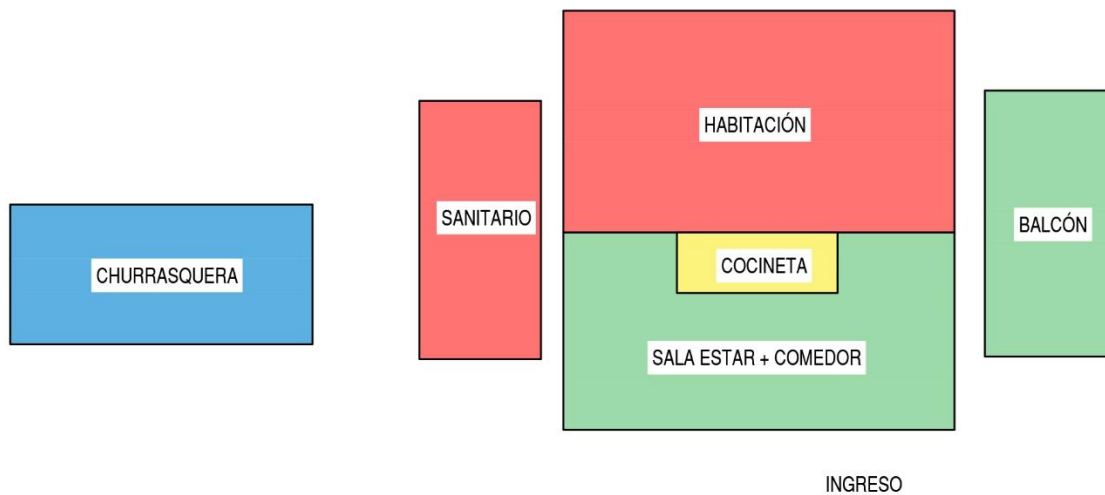 HABITACIÓN
SANITARIO
BALCÓN
COCINETA
CHURRASQUERA
SALA ESTAR + COMEDOR
INGRESO